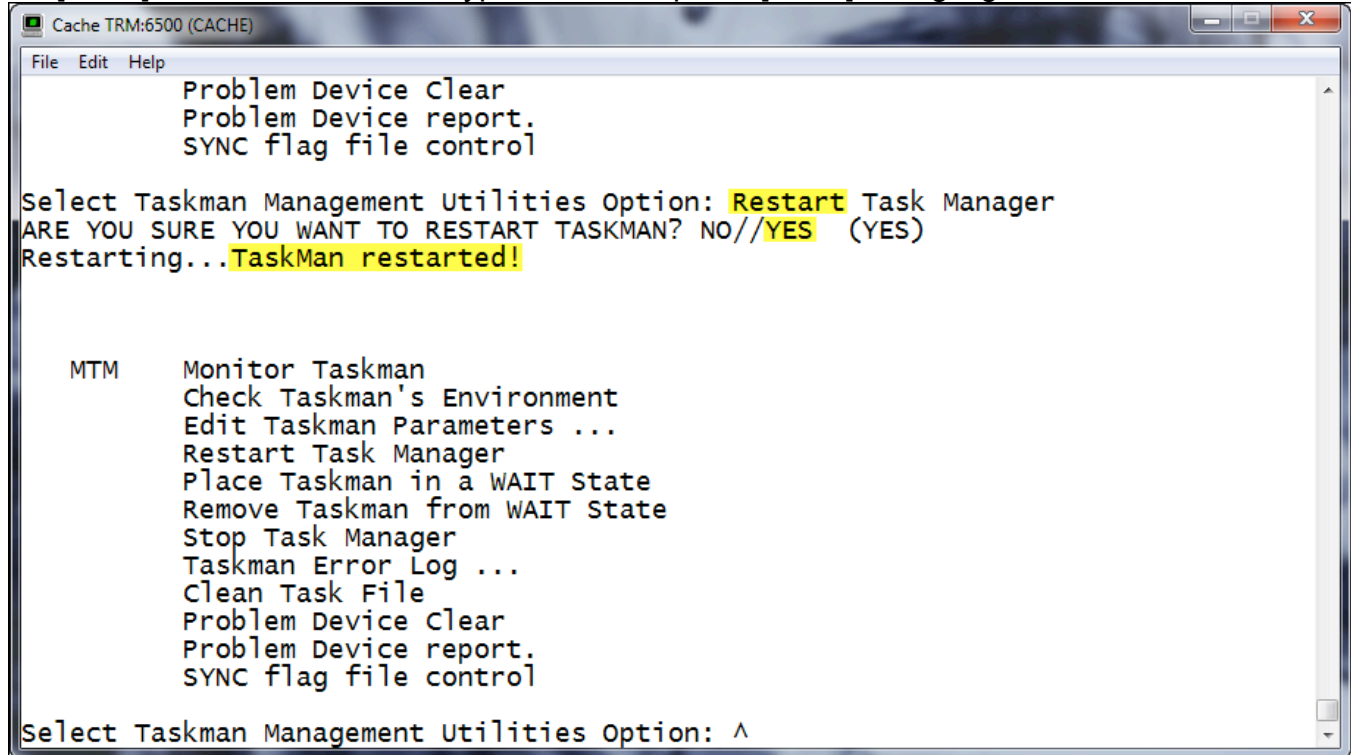 Cache TRM:6500 (CACHE)
File Edit Help
Problem Device Clear
Problem Device report.
SYNC flag file control
Select Taskman Management Utilities Option: Restart Task Manager
ARE YOU SURE YOU WANT TO RESTART TASKMAN? NO//YES (YES)
Restarting...TaskMan restarted!
MTM Monitor Taskman
Check Taskman's Environment
Edit Taskman Parameters ...
Restart Task Manager
Place Taskman in a WAIT State
Remove Taskman from WAIT State
Stop Task Manager
Taskman Error Log ...
Clean Task File
Problem Device Clear
Problem Device report.
SYNC flag file control
Select Taskman Management Utilities Option: ^